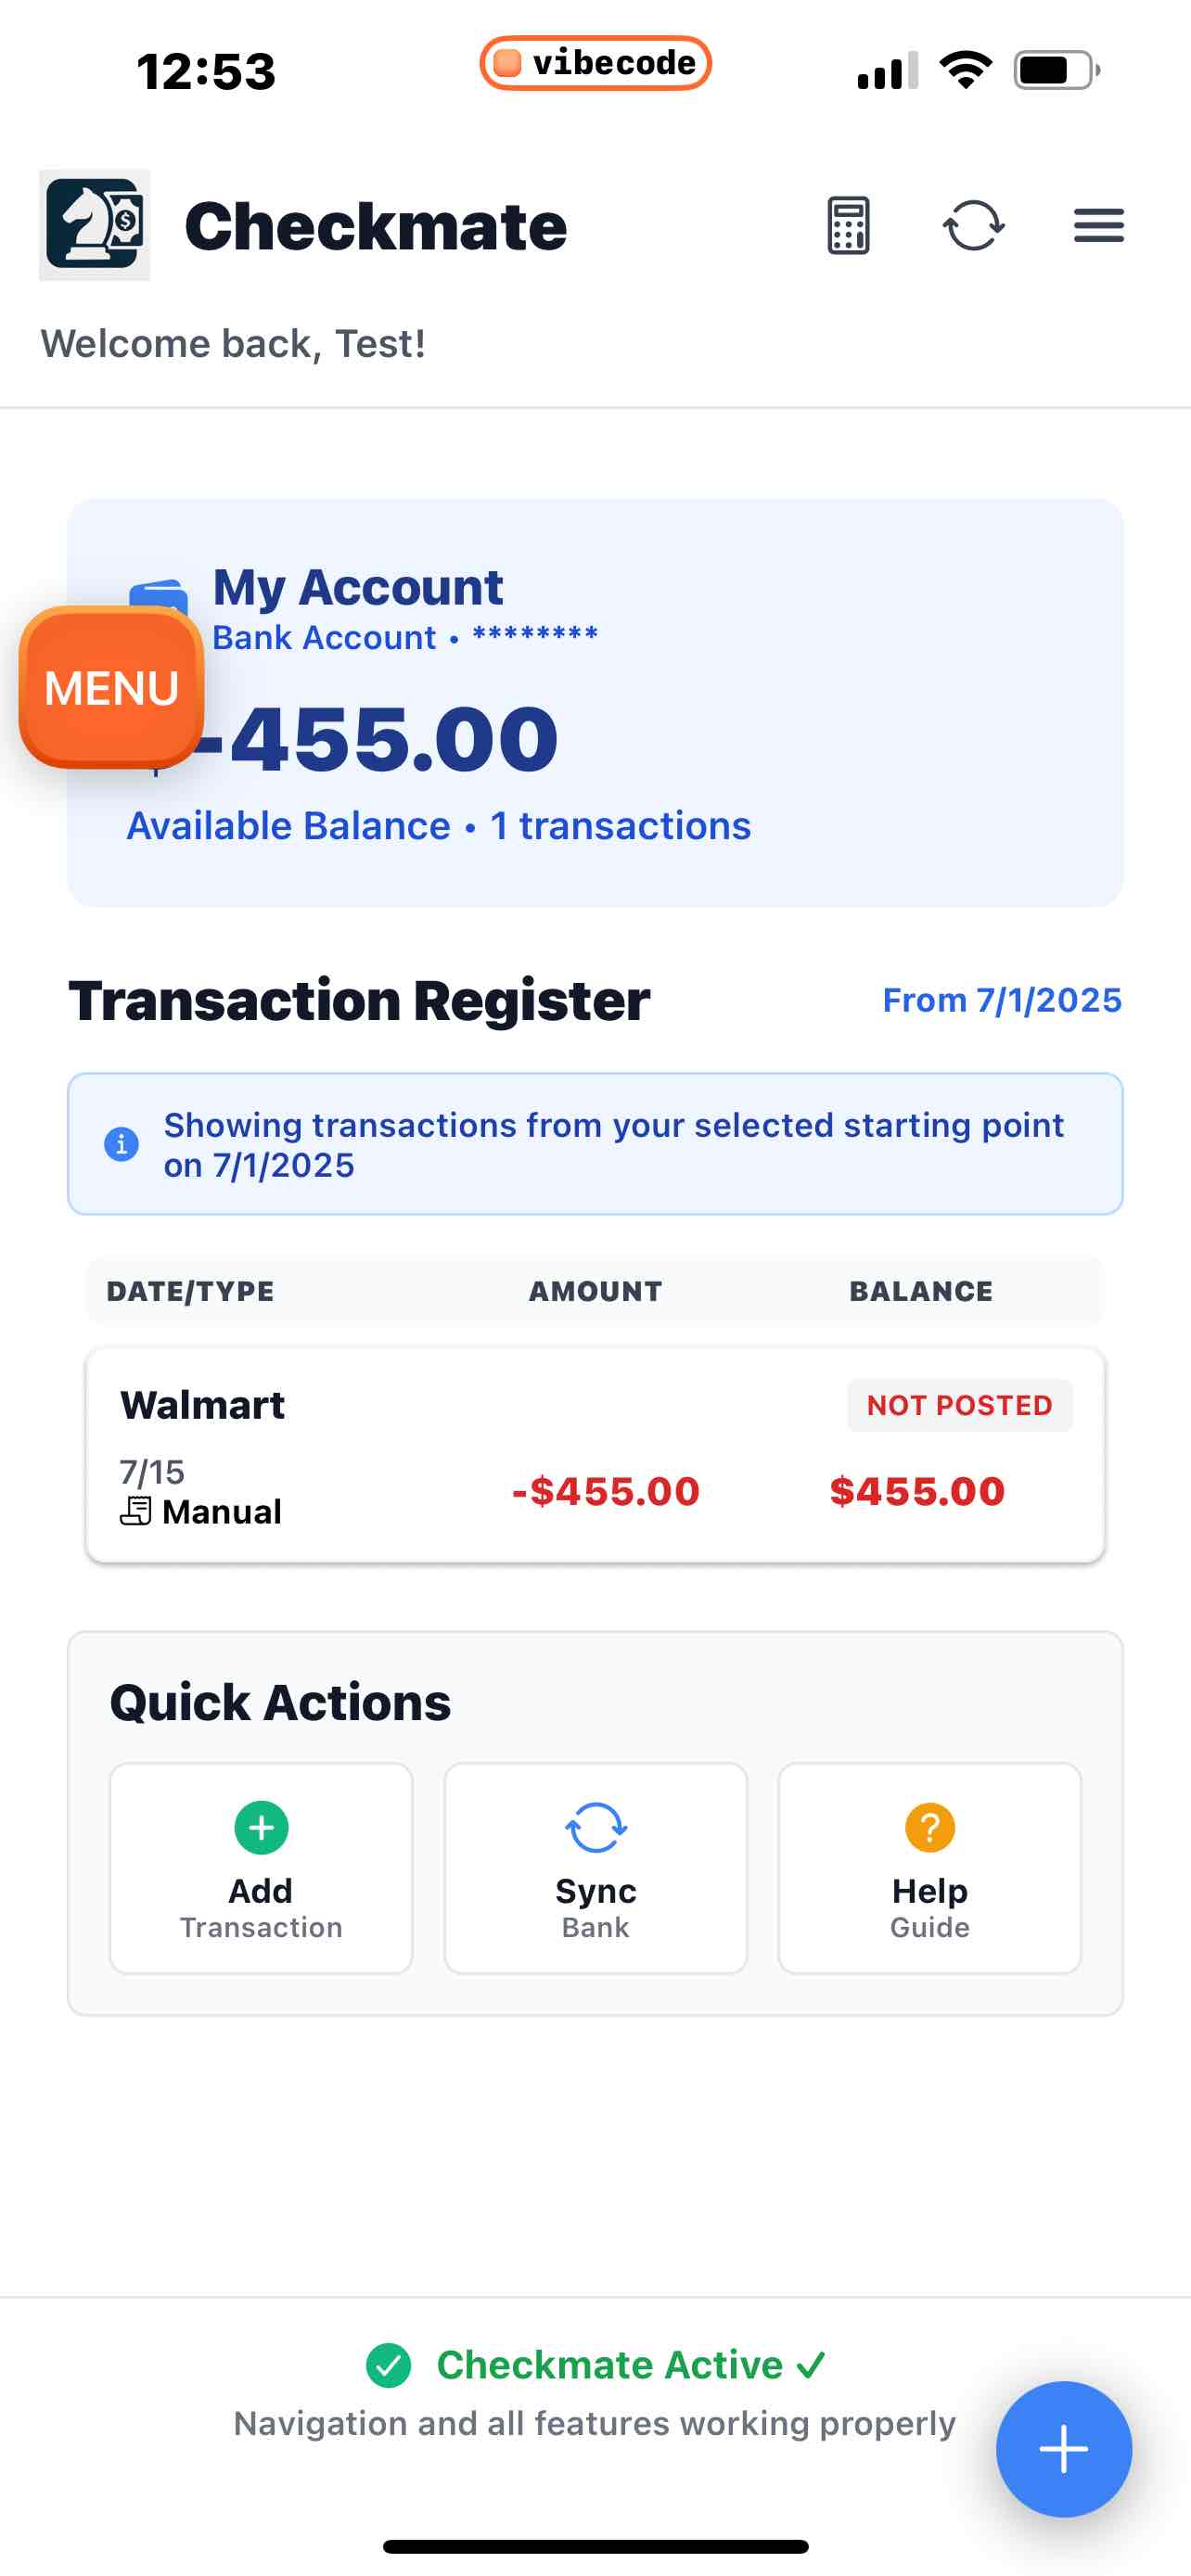 12:53
vibecode
Checkmate
Welcome back, Test!
My Account
Bank Account • ********
MENU
-455.00
Available Balance • 1 transactions
Transaction Register
From 7/1/2025
Showing transactions from your selected starting point
on 7/1/2025
DATE/TYPE AMOUNT BALANCE
Walmart
NOT POSTED
7/15
Manual
-$455.00
$455.00
Quick Actions
Add
Transaction
Sync
Bank
Help
Guide
Checkmate Active ✓
Navigation and all features working properly